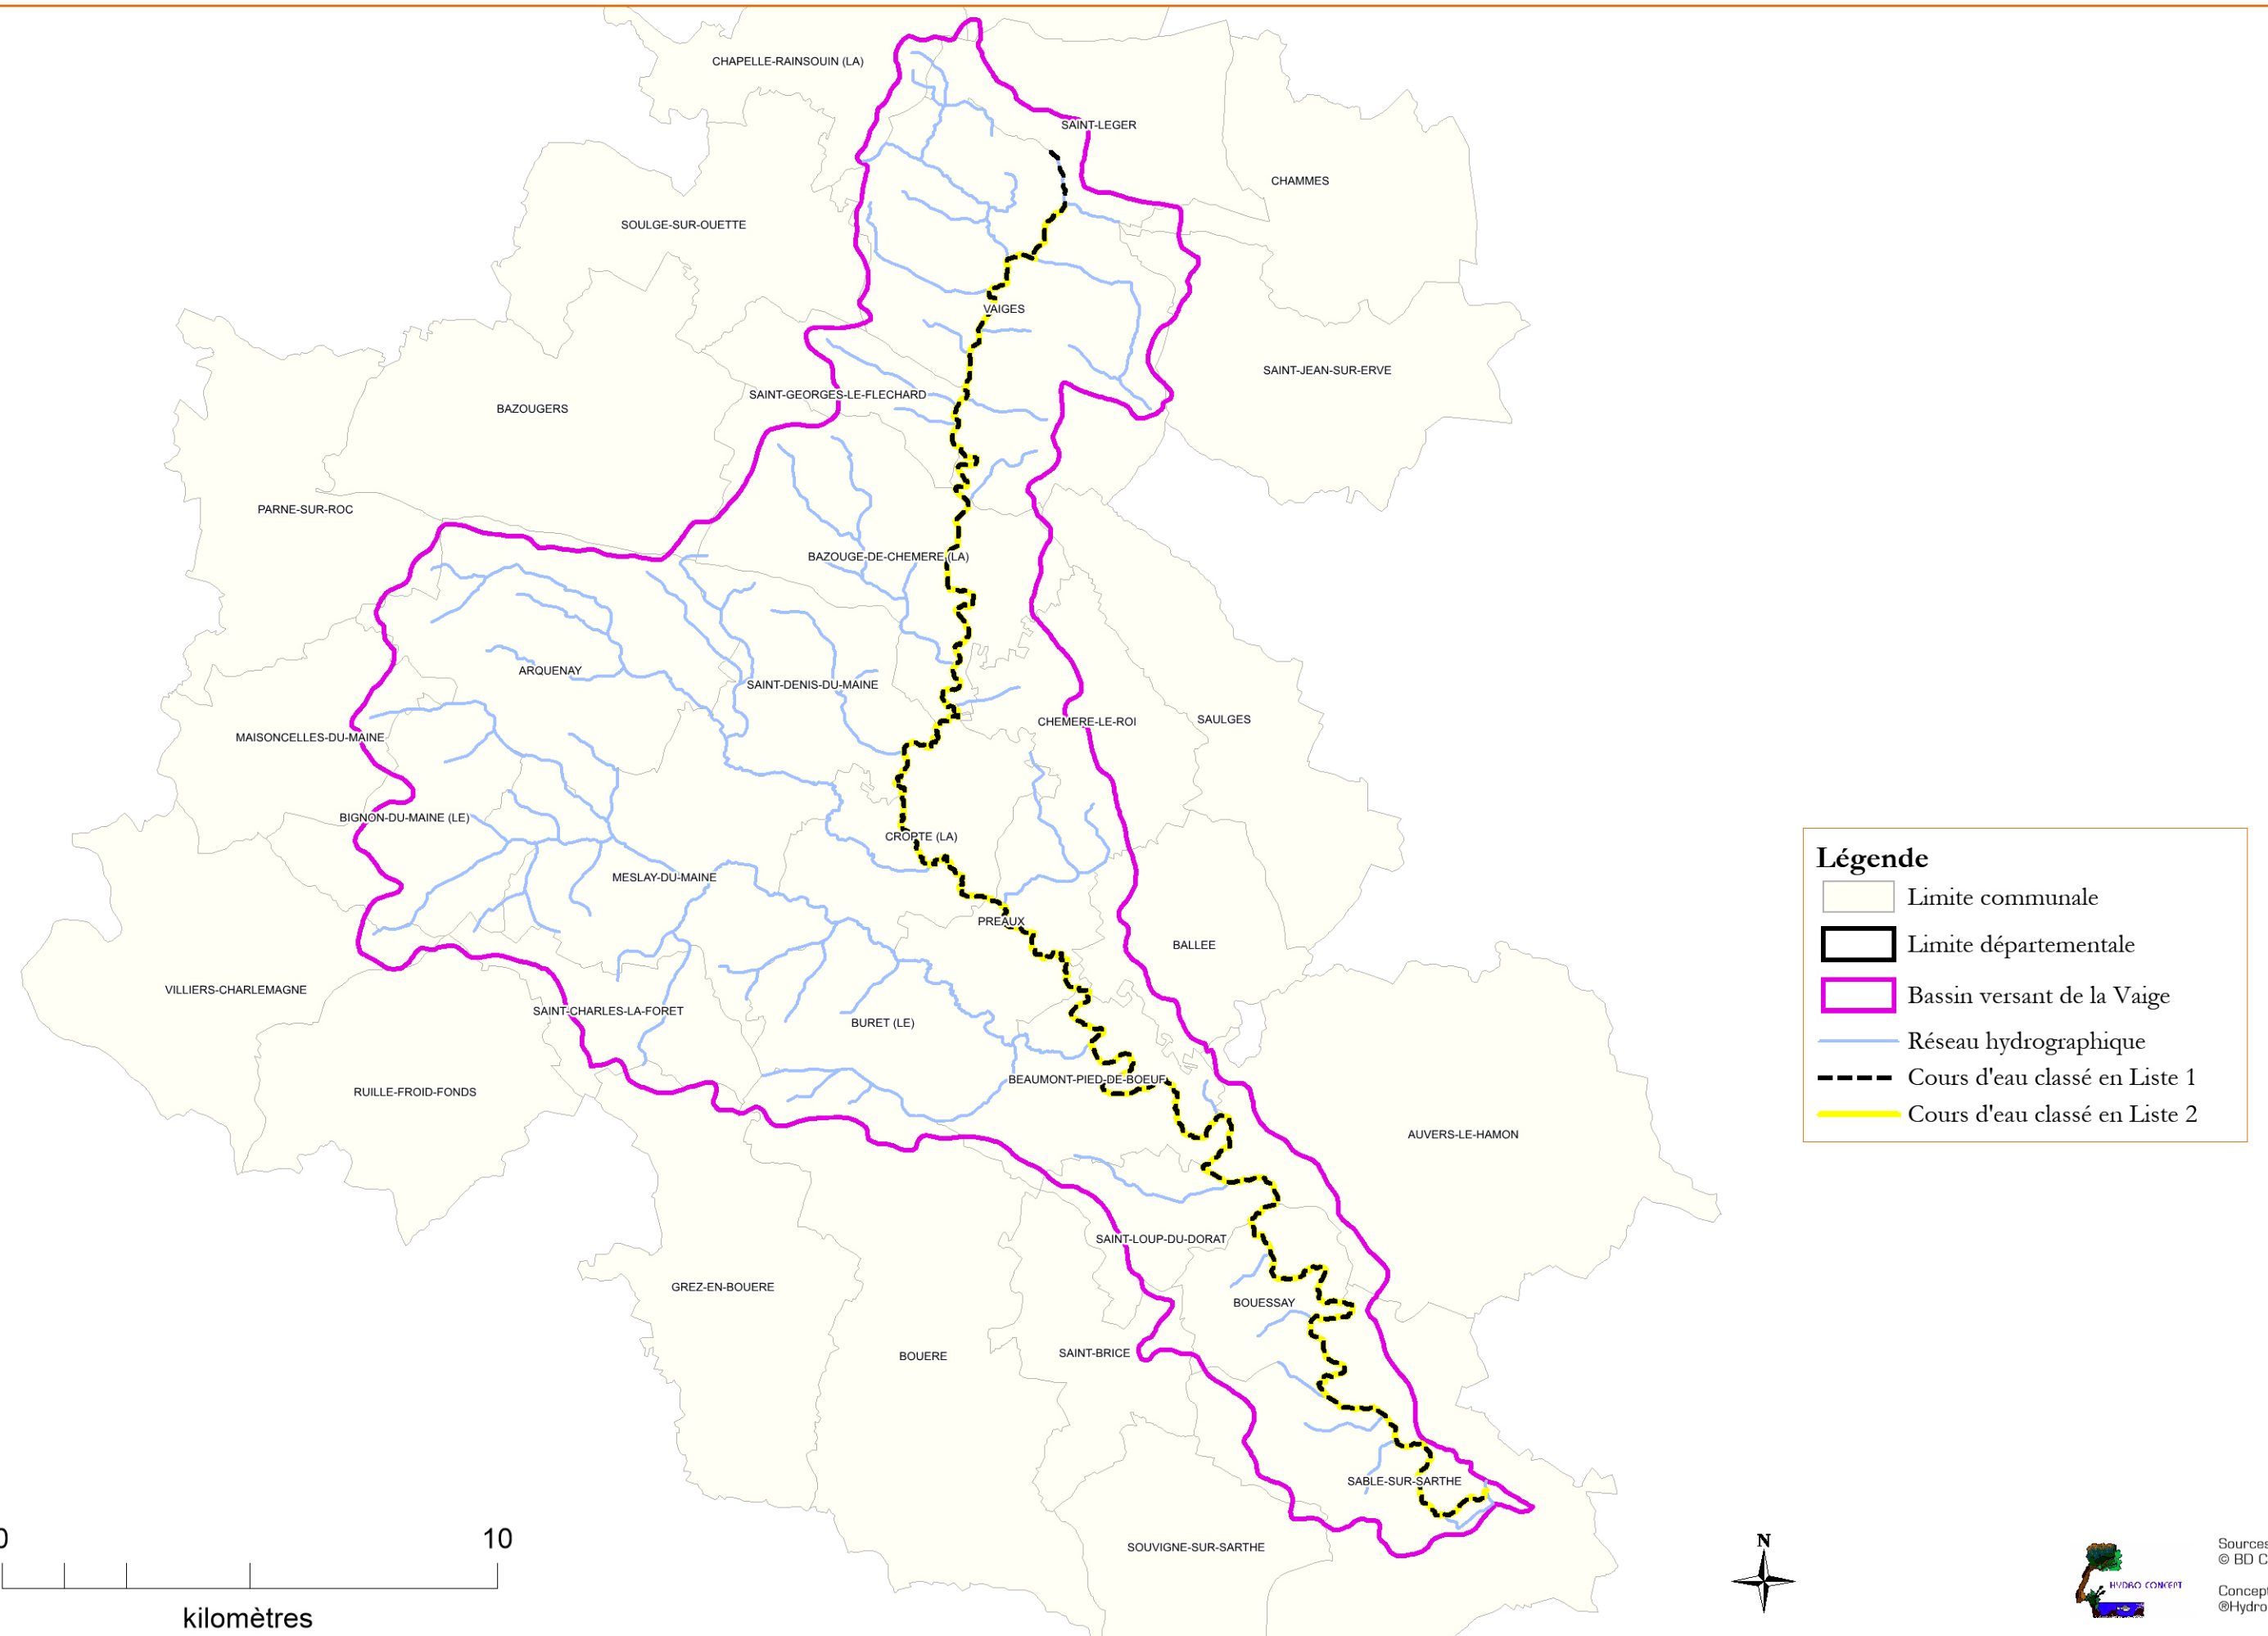 CHAPELLE-RAINSOUIN (LA)
SAINT-LEGER
CHAMMES
SOULGE-SUR-OUETTE
VAIGES
SAINT-JEAN-SUR-ERVE
SAINT-GEORGES-LE-FLECHARD
BAZOUGERS
PARNE-SUR-ROC
BAZOUGE-DE-CHEMERE (LA)
ARQUENAY
SAINT-DENIS-DU-MAINE
CHEMERE-LE-ROI
SAULGES
MAISONCELLES-DU-MAINE
BIGNON-DU-MAINE (LE)
CROPTE (LA)
MESLAY-DU-MAINE
PREAUX
BALLEE
VILLIERS-CHARLEMAGNE
SAINT-CHARLES-LA-FORET
BURET (LE)
BEAUMONT-PIED-DE-BOEUF
RUILLE-FROID-FONDS
AUVERS-LE-HAMON
SAINT-LOUP-DU-DORAT
GREZ-EN-BOUERE
BOUESSAY
BOUERE
SAINT-BRICE
SABLE-SUR-SARTHE
SOUVIGNE-SUR-SARTHE
Légende
Limite communale
Limite départementale
Bassin versant de la Vaige
Réseau hydrographique
Cours d'eau classé en Liste 1
Cours d'eau classé en Liste 2
0 10
kilomètres
N
HYDRO CONCEPT
Sources
© BD C
Concept
®Hydro